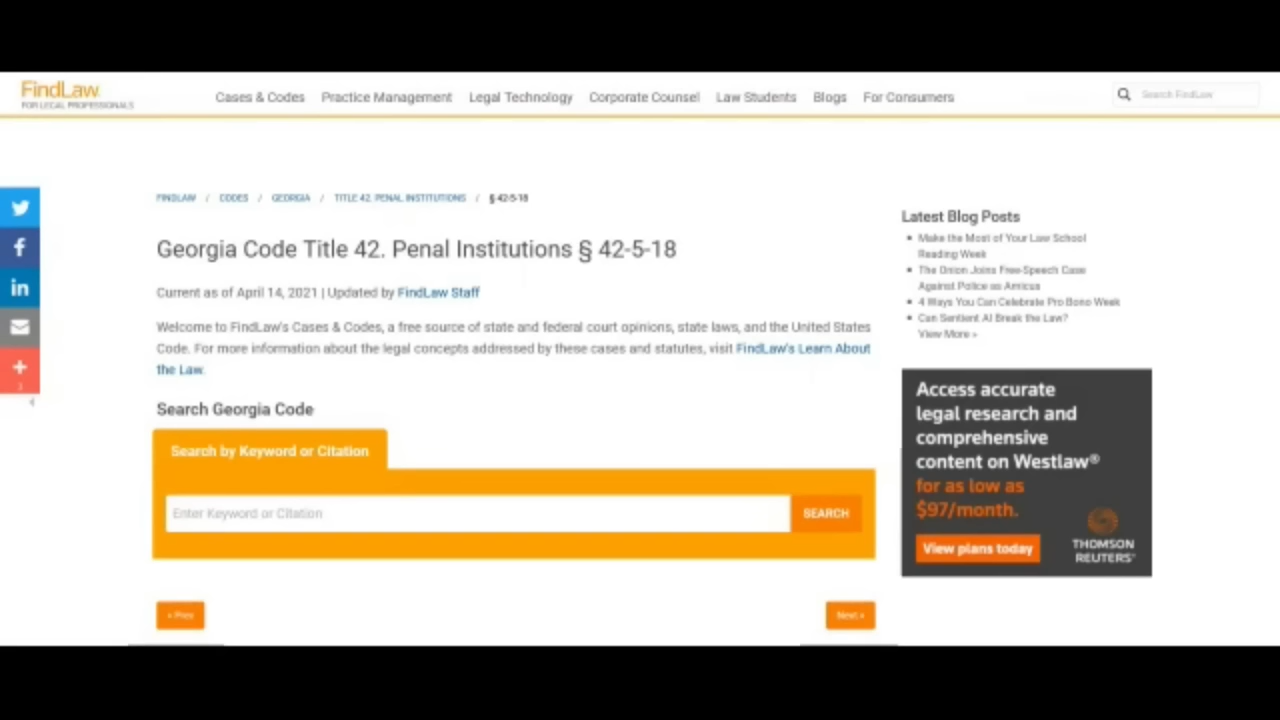 FindLaw.
FOR LEGAL PROFESSIONALS
Cases & Codes Practice Management Legal Technology Corporate Counsel Law Students Blogs For Consumers
Search FindLaw
FINDLAW / CODES / GEORGIA / TITLE 42. PENAL INSTITUTIONS / § 42-5-18
Georgia Code Title 42. Penal Institutions § 42-5-18
Current as of April 14, 2021 | Updated by FindLaw Staff
Welcome to FindLaw's Cases & Codes, a free source of state and federal court opinions, state laws, and the United States
Code. For more information about the legal concepts addressed by these cases and statutes, visit FindLaw's Learn About
the Law.
Search Georgia Code
Search by Keyword or Citation
Enter Keyword or Citation
SEARCH
« Prev
Next »
Latest Blog Posts
Make the Most of Your Law School
Reading Week
The Onion Joins Free-Speech Case
Against Police as Amicus
4 Ways You Can Celebrate Pro Bono Week
Can Sentient AI Break the Law?
View More »
Access accurate
legal research and
comprehensive
content on Westlaw®
for as low as
$97/month.
View plans today
THOMSON
REUTERS™